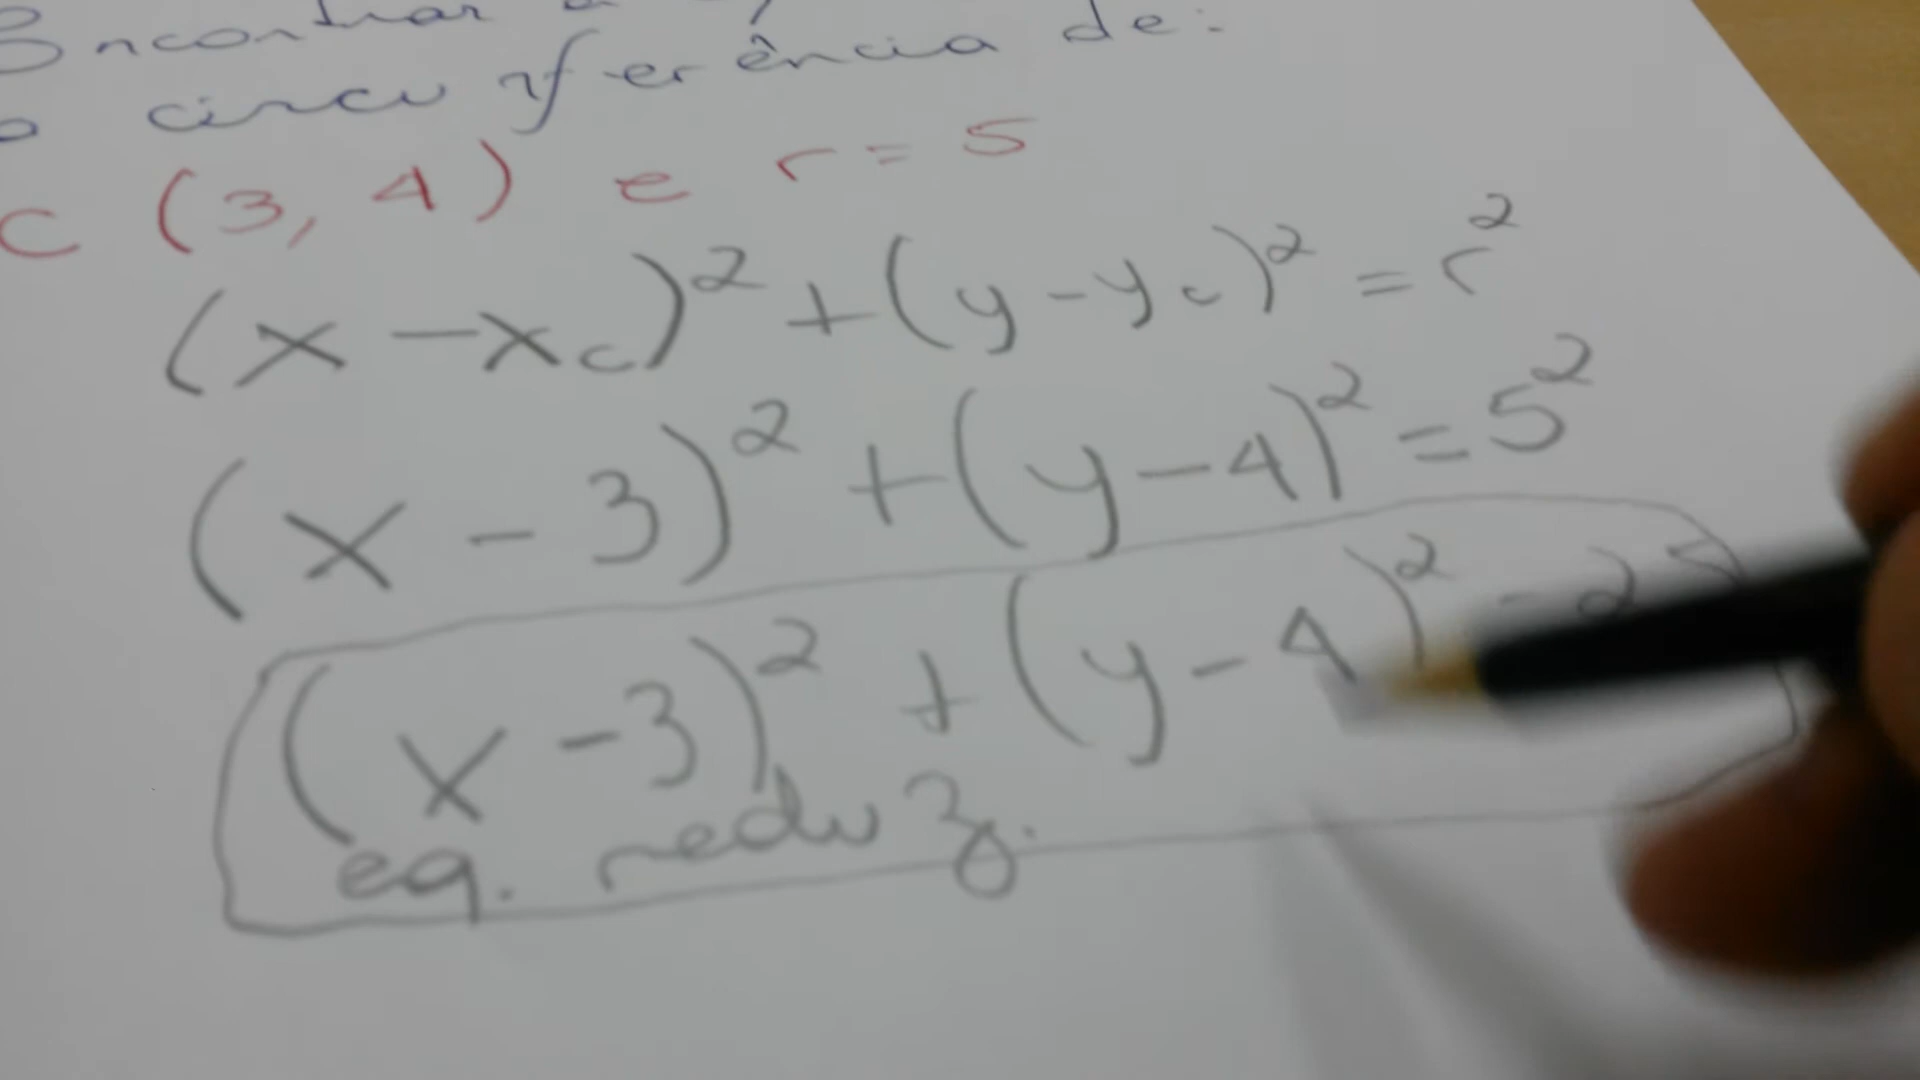 Encontrar a
circunferência de:
C (3, 4) e r = 5
(x - xc)² + (y - yc)² = r²
(x - 3)² + (y - 4)² = 5²
(x - 3)² + (y - 4)² = 25
eq. reduz.